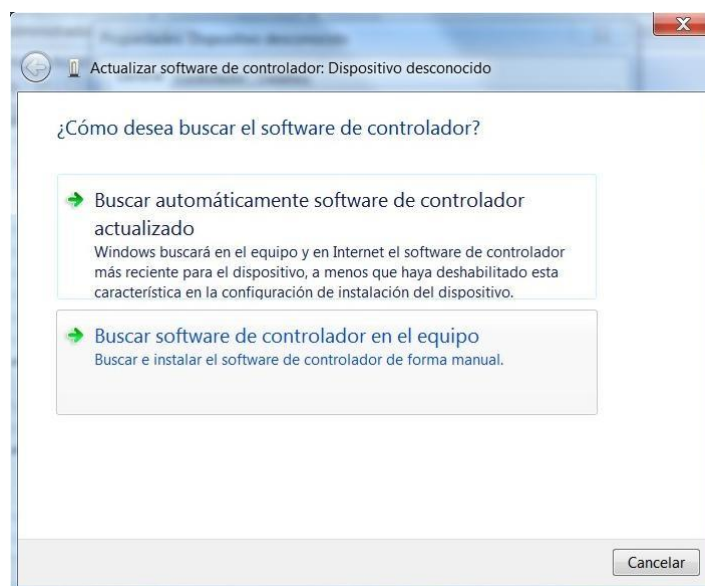 Propiedades: Dispositivo desconocido
Actualizar software de controlador: Dispositivo desconocido
¿Cómo desea buscar el software de controlador?
Buscar automáticamente software de controlador
actualizado
Windows buscará en el equipo y en Internet el software de controlador
más reciente para el dispositivo, a menos que haya deshabilitado esta
característica en la configuración de instalación del dispositivo.
Buscar software de controlador en el equipo
Buscar e instalar el software de controlador de forma manual.
Cancelar